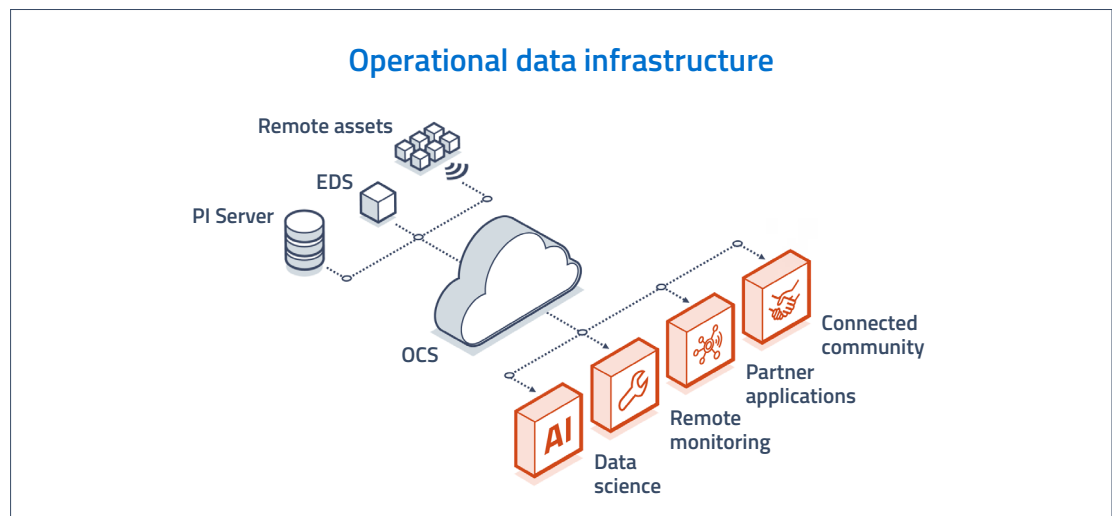 Operational data infrastructure
Remote assets
EDS
PI Server
OCS
Connected
community
Partner
applications
Remote
monitoring
AI
Data
science